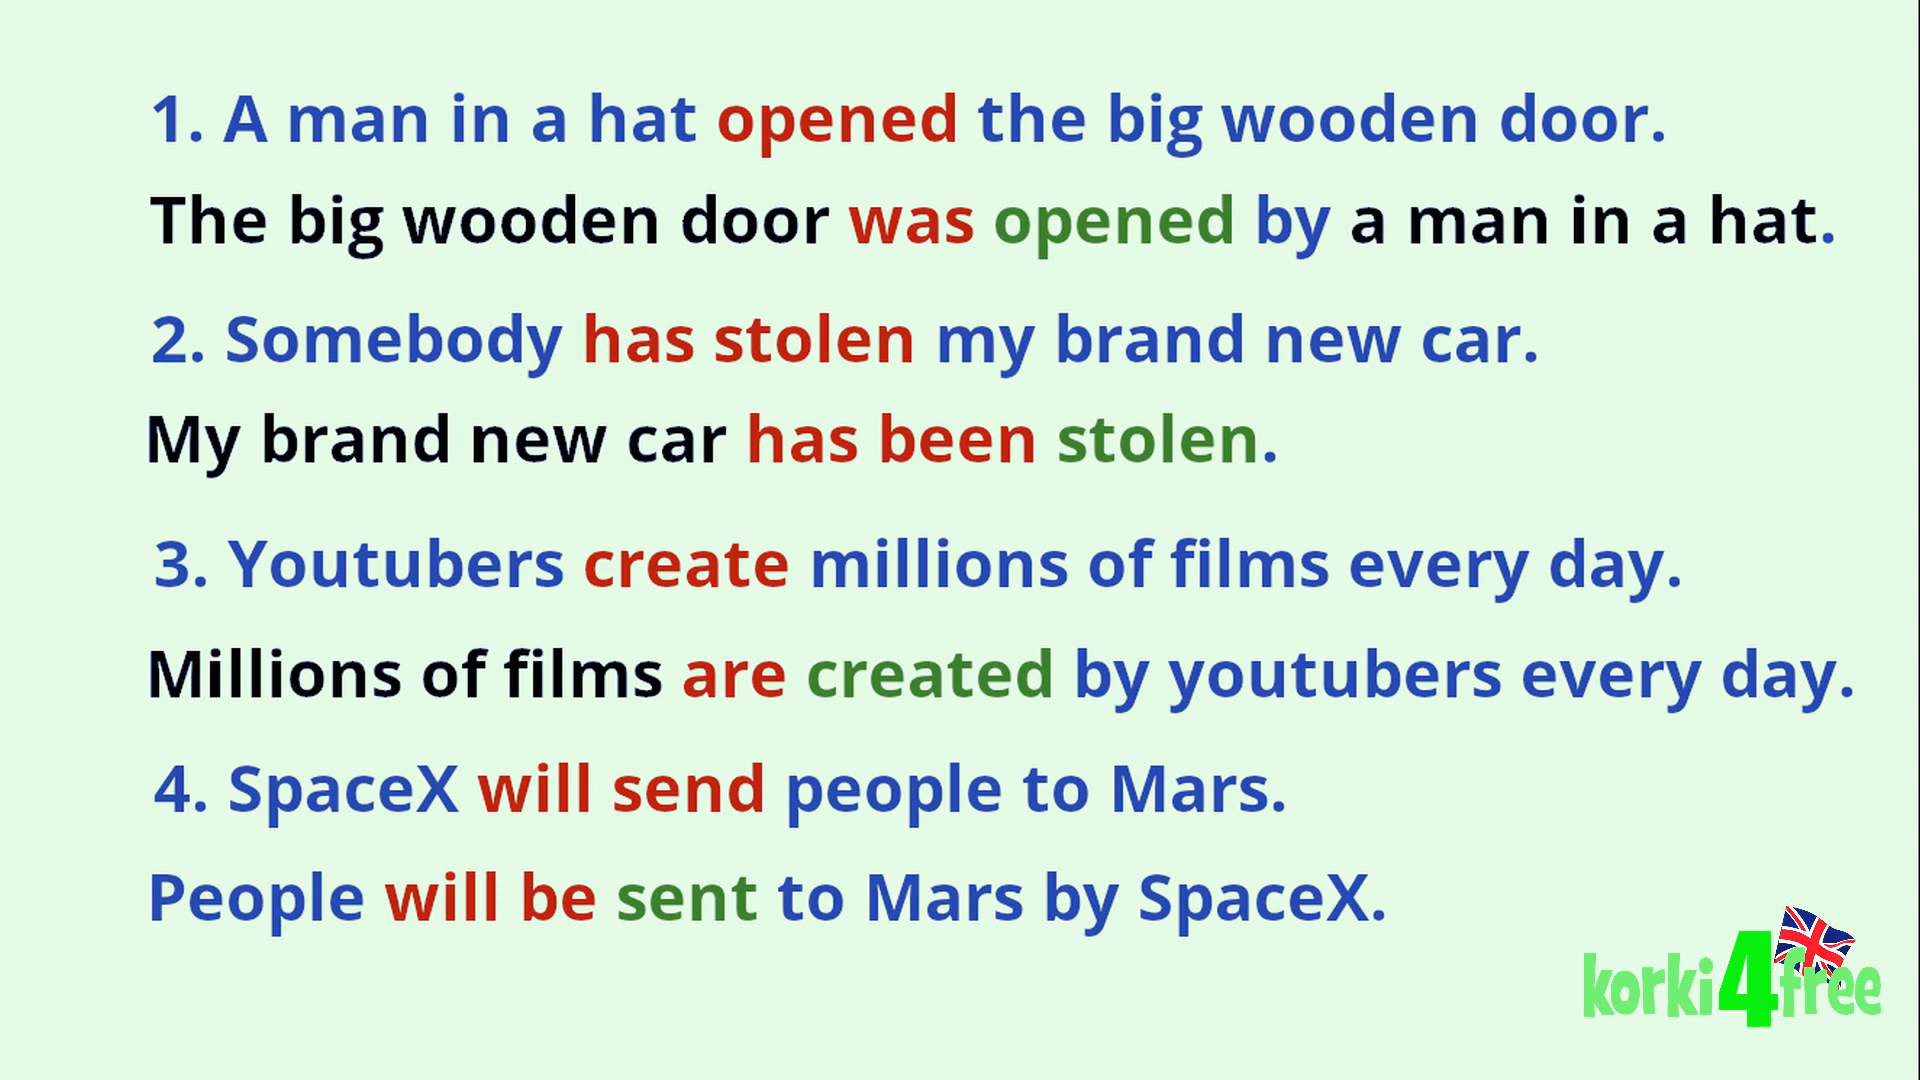 1. A man in a hat opened the big wooden door.
The big wooden door was opened by a man in a hat.
2. Somebody has stolen my brand new car.
My brand new car has been stolen.
3. Youtubers create millions of films every day.
Millions of films are created by youtubers every day.
4. SpaceX will send people to Mars.
People will be sent to Mars by SpaceX.
korki4free